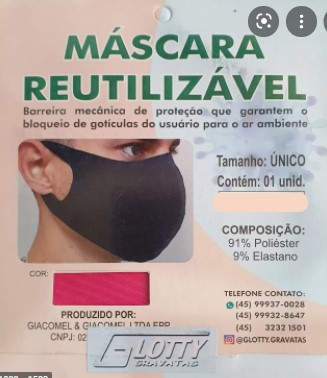 MÁSCARA
REUTILIZÁVEL
Barreira mecânica de proteção que garantem o
bloqueio de gotículas do usuário para o ar ambiente
Tamanho: ÚNICO
Contém: 01 unid.
COMPOSIÇÃO:
91% Poliéster
9% Elastano
COR:
TELEFONE CONTATO:
(45) 99937-0028
(45) 99932-8647
(45) 3232 1501
@GLOTTY.GRAVATAS
PRODUZIDO POR:
GIACOMEL & GIACOMEL LTDA EPP
CNPJ: 02
GLOTTY
GRAVATAS